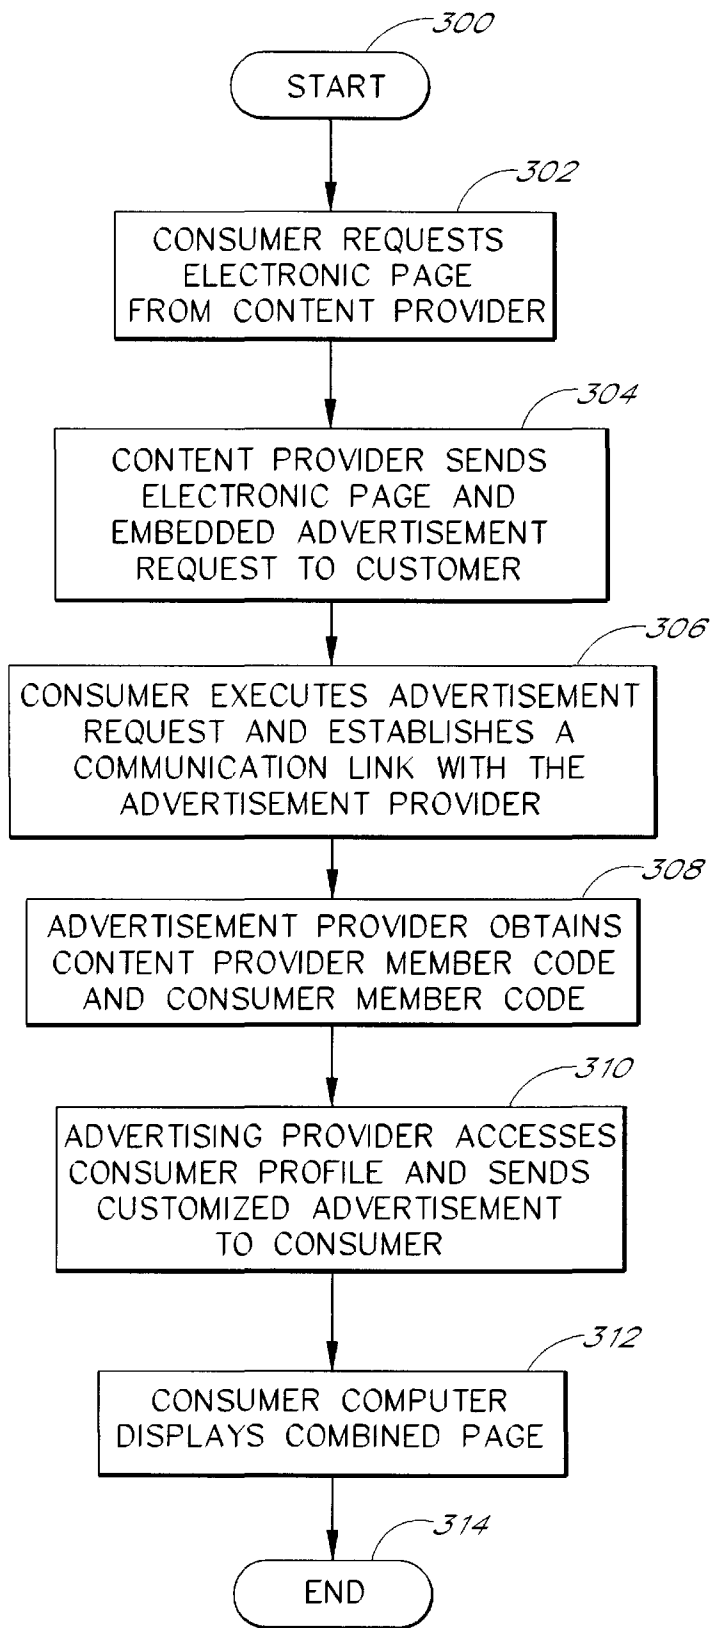 300
START
302
CONSUMER REQUESTS
ELECTRONIC PAGE
FROM CONTENT PROVIDER
304
CONTENT PROVIDER SENDS
ELECTRONIC PAGE AND
EMBEDDED ADVERTISEMENT
REQUEST TO CUSTOMER
306
CONSUMER EXECUTES ADVERTISEMENT
REQUEST AND ESTABLISHES A
COMMUNICATION LINK WITH THE
ADVERTISEMENT PROVIDER
308
ADVERTISEMENT PROVIDER OBTAINS
CONTENT PROVIDER MEMBER CODE
AND CONSUMER MEMBER CODE
310
ADVERTISING PROVIDER ACCESSES
CONSUMER PROFILE AND SENDS
CUSTOMIZED ADVERTISEMENT
TO CONSUMER
312
CONSUMER COMPUTER
DISPLAYS COMBINED PAGE
314
END